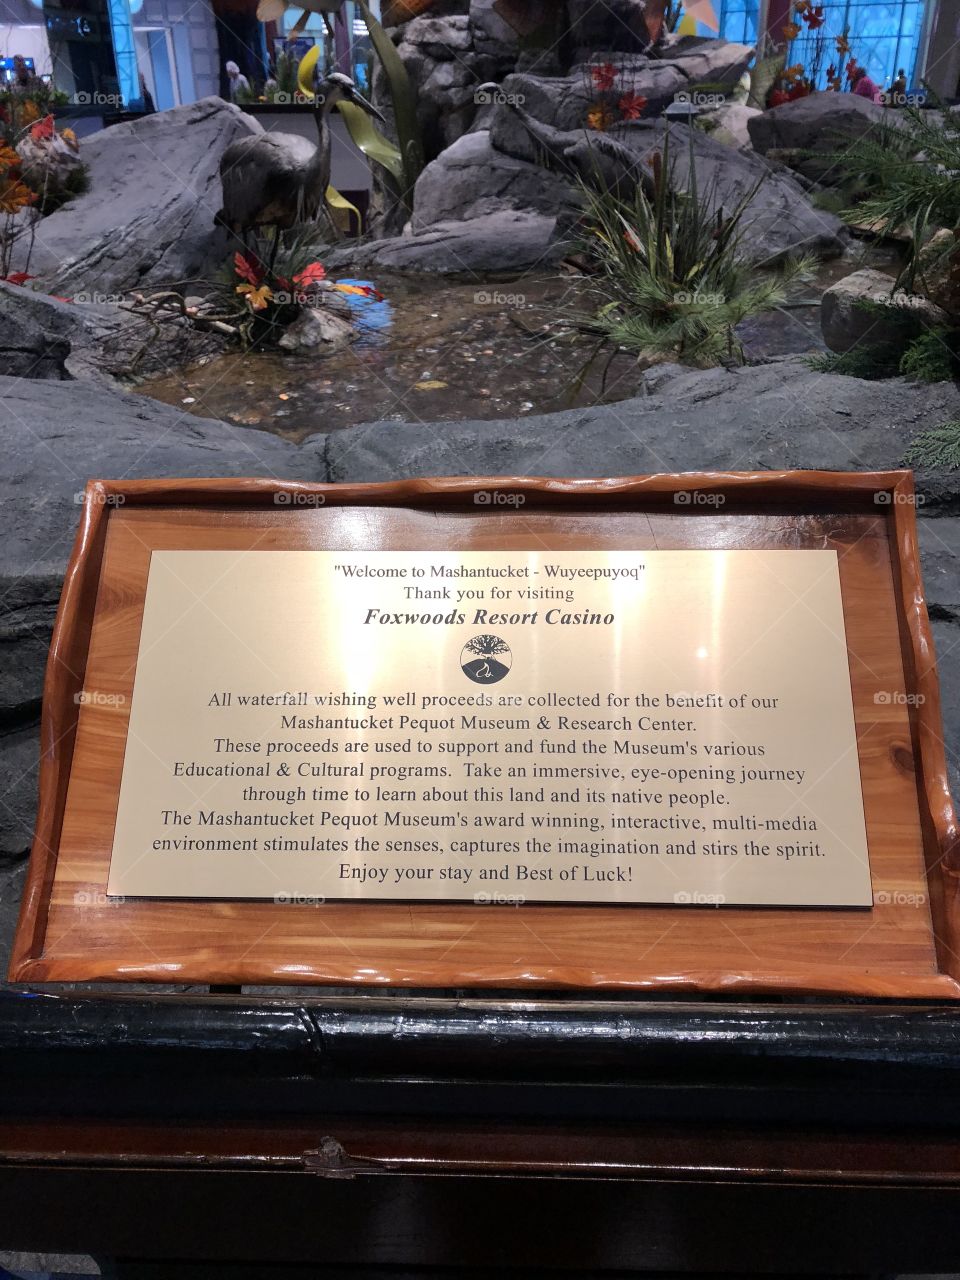 "Welcome to Mashantucket - Wuyeepuyoq"
Thank you for visiting
Foxwoods Resort Casino
All waterfall wishing well proceeds are collected for the benefit of our
Mashantucket Pequot Museum & Research Center.
These proceeds are used to support and fund the Museum's various
Educational & Cultural programs. Take an immersive, eye-opening journey
through time to learn about this land and its native people.
The Mashantucket Pequot Museum's award winning, interactive, multi-media
environment stimulates the senses, captures the imagination and stirs the spirit.
Enjoy your stay and Best of Luck!